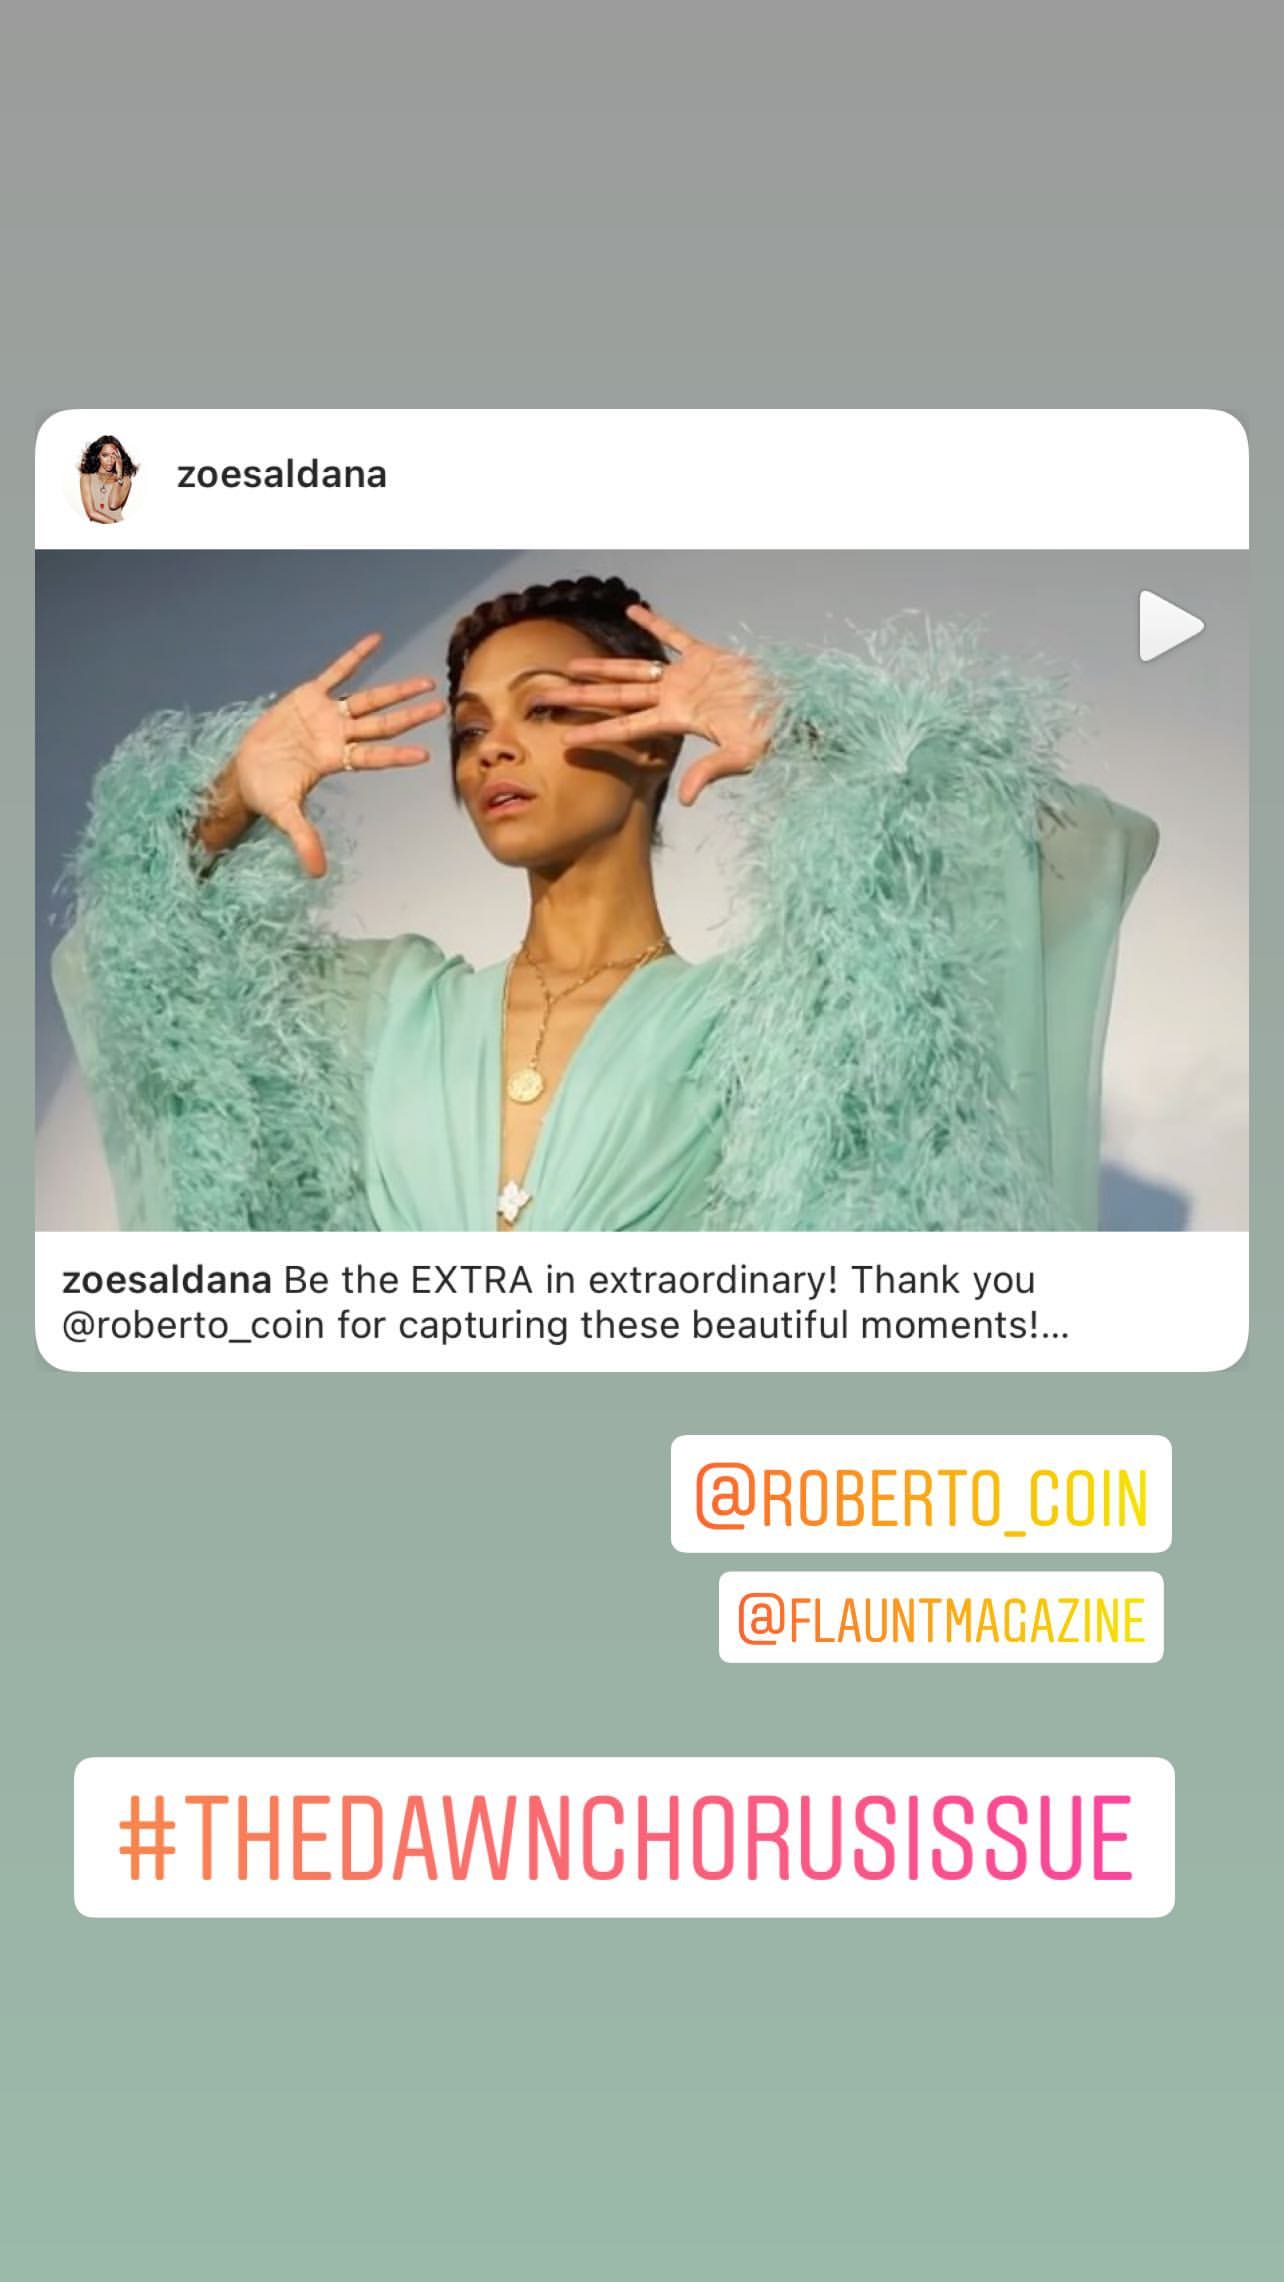 zoesaldana
zoesaldana Be the EXTRA in extraordinary! Thank you
@roberto_coin for capturing these beautiful moments!...
@ROBERTO_COIN
@FLAUNTMAGAZINE
#THEDAWNCHORUSISSUE